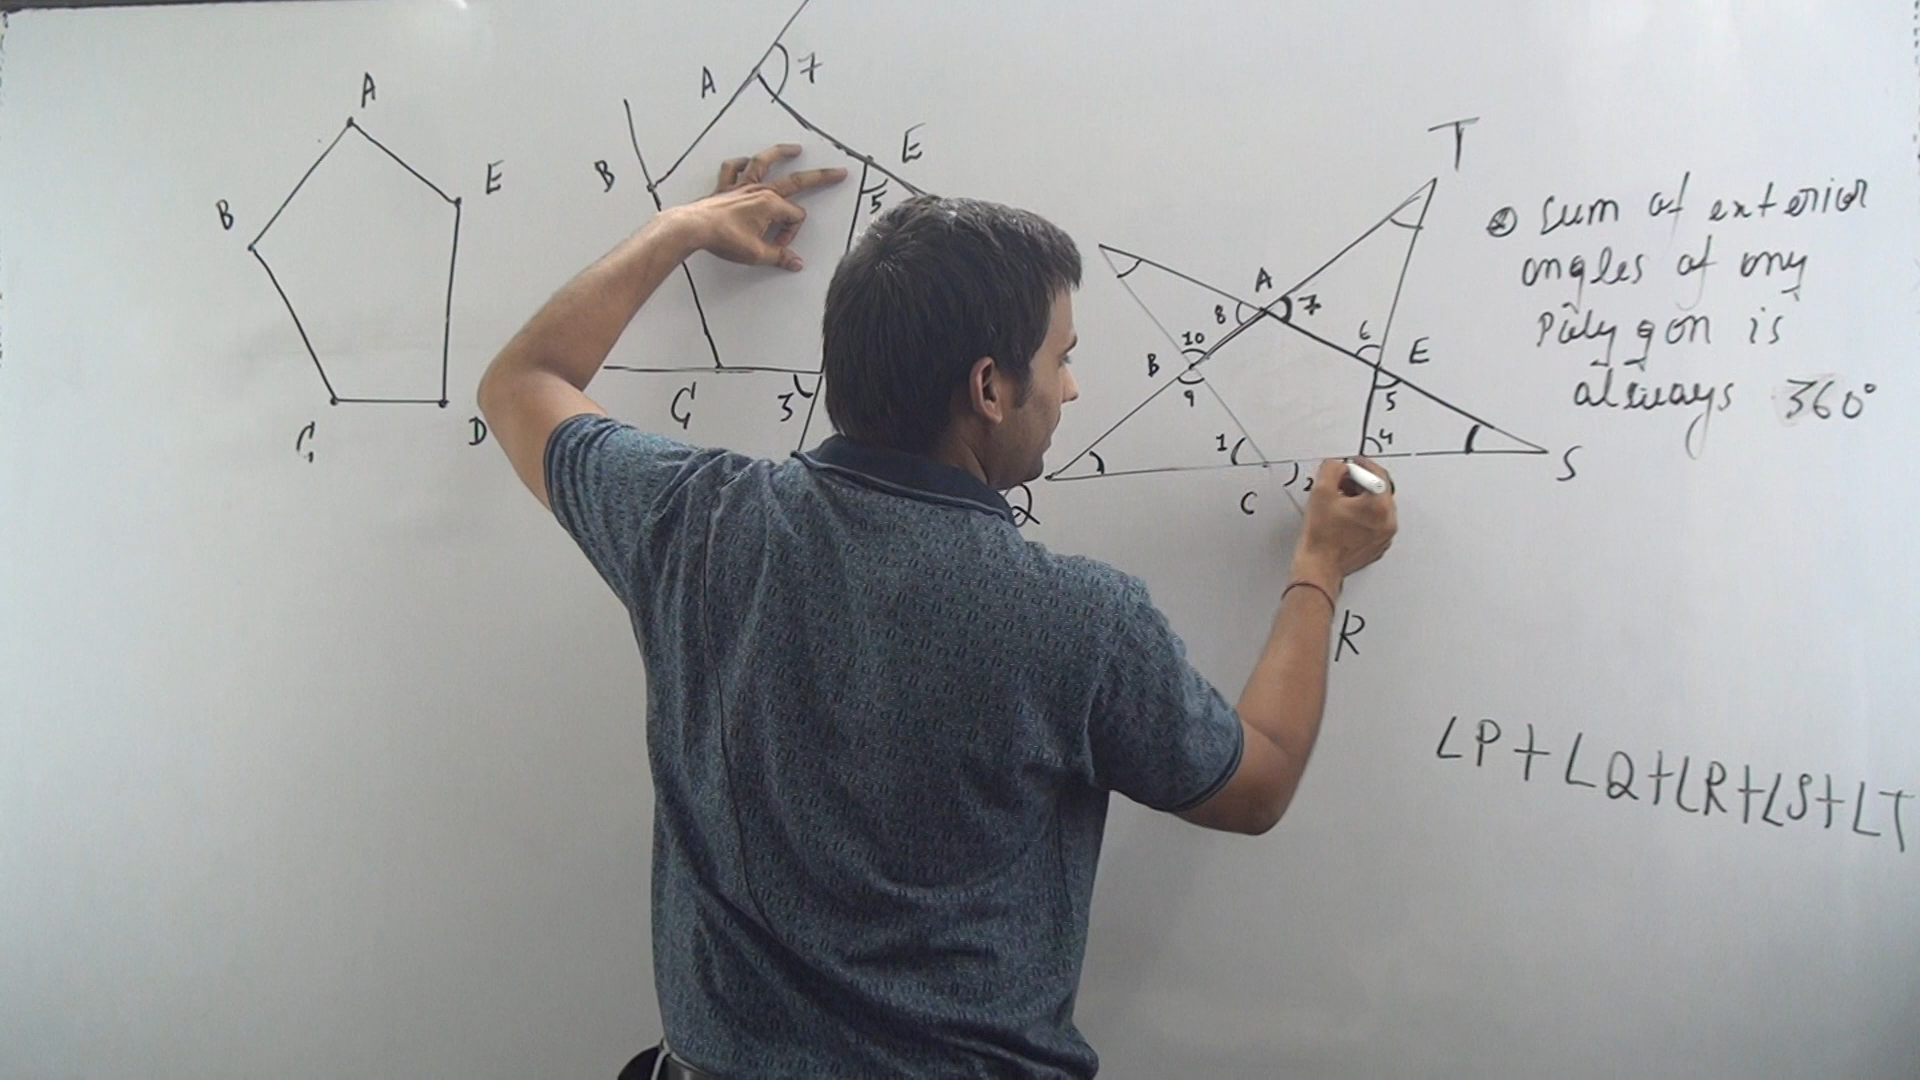 A
B
E
C
D
A
7
B
E
5
C
3
T
A
8
7
10
6
B
E
9
5
1
4
S
C
2
Q
R
Sum of exterior
angles of any
Polygon is
always 360°
∠P+∠Q+∠R+∠S+∠T